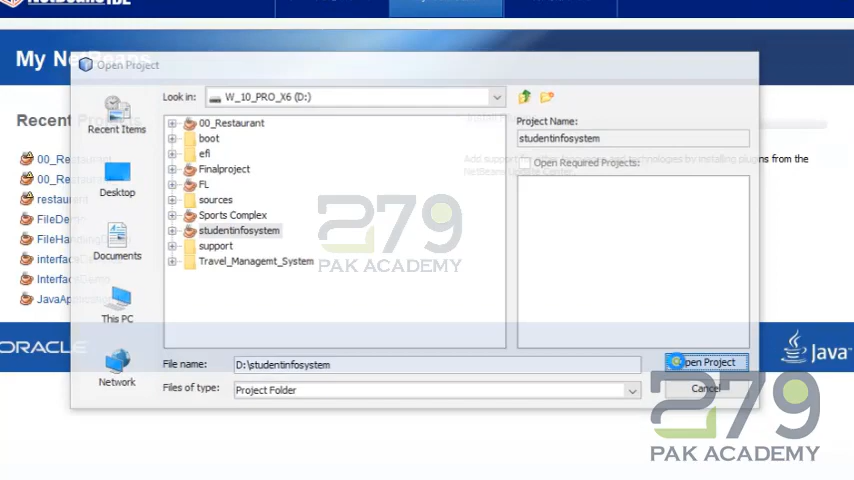 NetBeans IDE
My NetBeans
Open Project
Look in:
W_10_PRO_X6 (D:)
Recent Items
Desktop
Documents
This PC
Network
00_Restaurant
boot
efi
Finalproject
FL
sources
Sports Complex
studentinfosystem
support
Travel_Managemt_System
Project Name:
studentinfosystem
Open Required Projects:
File name:
D:\studentinfosystem
Files of type:
Project Folder
Open Project
Cancel
Recent Projects
00_Restaurant
00_Re
restaurant
FileDemo
FileHandling
interface
Interface
JavaApplication
Install Plugins
Add support for other languages and technologies by installing plugins from the
NetBeans Update Center.
ORACLE
Java
279
PAK ACADEMY
279
PAK ACADEMY